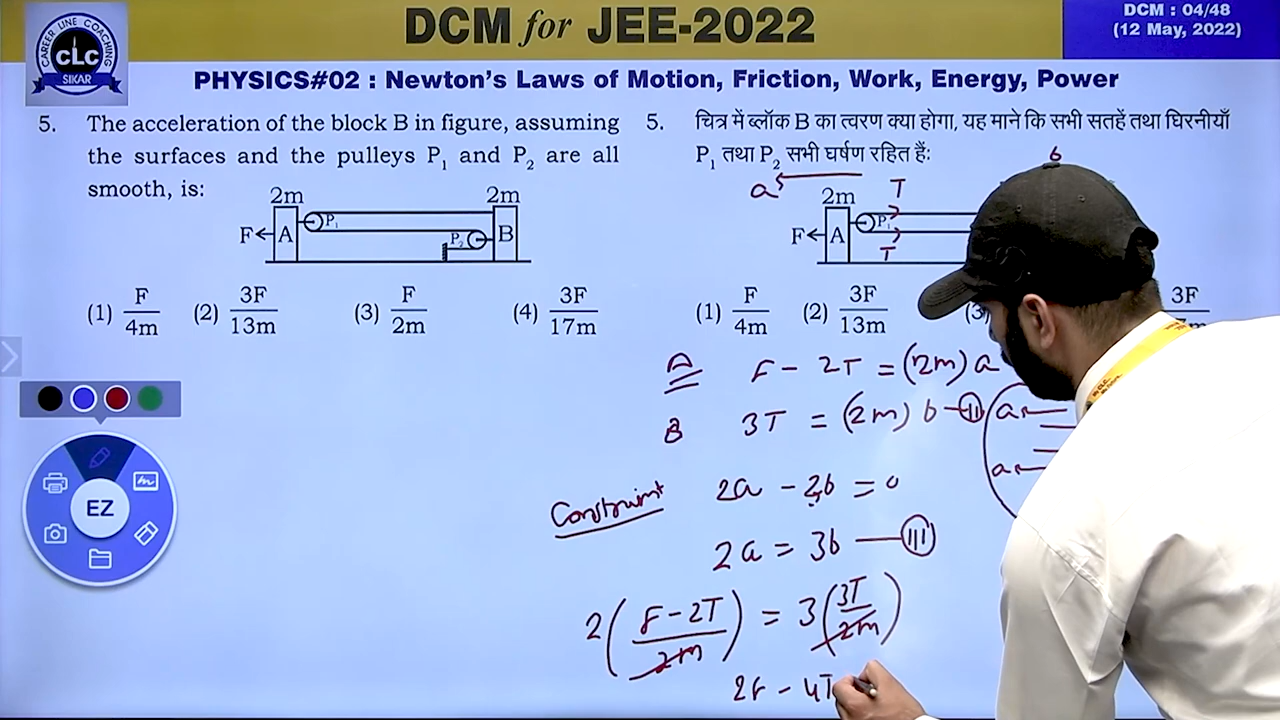 DCM for JEE-2022
DCM : 04/48
(12 May, 2022)
CAREER LINE COACHING
CLC
SIKAR
PHYSICS#02 : Newton's Laws of Motion, Friction, Work, Energy, Power
5. The acceleration of the block B in figure, assuming
the surfaces and the pulleys P₁ and P₂ are all
smooth, is:
2m 2m
F A P₁ P₂ B
(1) F/4m (2) 3F/13m (3) F/2m (4) 3F/17m
5. चित्र में ब्लॉक B का त्वरण क्या होगा, यह माने कि सभी सतहें तथा घिरनीयाँ
P₁ तथा P₂ सभी घर्षण रहित हैं:
a T
2m
F A P₁
T
(1) F/4m (2) 3F/13m (3)
3F
A F - 2T = (2m) a
B 3T = (2m) b - II
a
a
Constraint 2a - 3b = 0
2a = 3b - III
2(F - 2T/2m) = 3(3T/2m)
2F - 4T
EZ